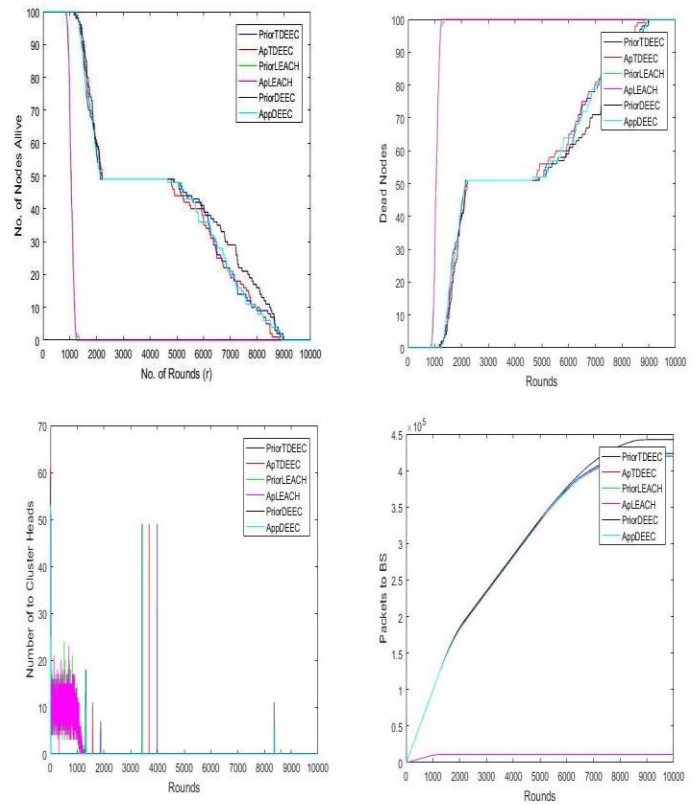 100
90
80
70
60
50
40
30
20
10
0
No. of Nodes Allive
0 1000 2000 3000 4000 5000 6000 7000 8000 9000 10000
No. of Rounds (r)
PriorTDEEC
ApTDEEC
PriorLEACH
ApLEACH
PriorDEEC
AppDEEC
100
90
80
70
60
50
40
30
20
10
0
Dead Nodes
0 1000 2000 3000 4000 5000 6000 7000 8000 9000 10000
Rounds
PriorTDEEC
ApTDEEC
PriorLEACH
ApLEACH
PriorDEEC
AppDEEC
70
60
50
40
30
20
10
0
Number of to Cluster Heads
0 1000 2000 3000 4000 5000 6000 7000 8000 9000 10000
Rounds
PriorTDEEC
ApTDEEC
PriorLEACH
ApLEACH
PriorDEEC
AppDEEC
×10^5
4.5
4
3.5
3
2.5
2
1.5
1
0.5
0
Packets to BS
0 1000 2000 3000 4000 5000 6000 7000 8000 9000 10000
Rounds
PriorTDEEC
ApTDEEC
PriorLEACH
ApLEACH
PriorDEEC
AppDEEC